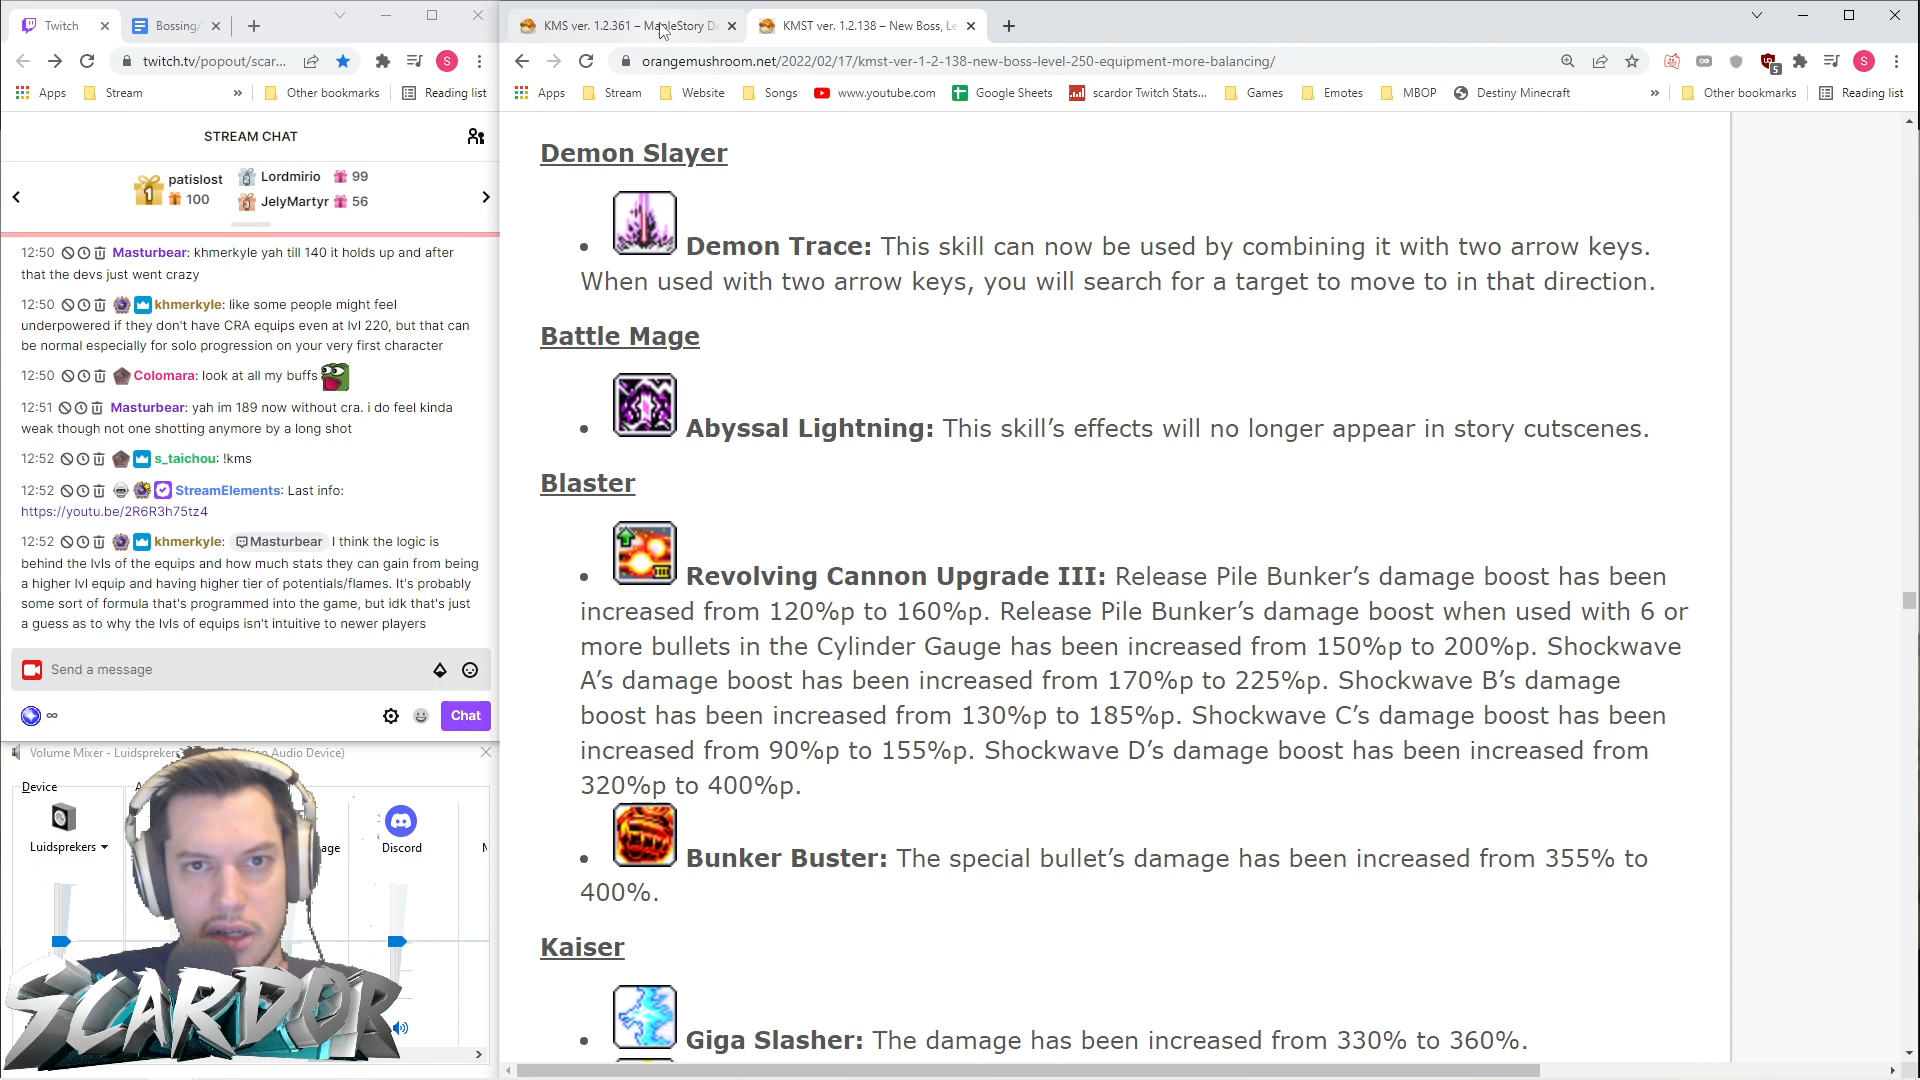 Twitch
Bossing/
KMS ver. 1.2.361 – MapleStory De
KMST ver. 1.2.138 – New Boss, Le
twitch.tv/popout/scar...
orangemushroom.net/2022/02/17/kmst-ver-1-2-138-new-boss-level-250-equipment-more-balancing/
S
S
5
Apps
Stream
»
Other bookmarks
Reading list
Apps
Stream
Website
Songs
www.youtube.com
Google Sheets
scardor Twitch Stats...
Games
Emotes
MBOP
Destiny Minecraft
»
Other bookmarks
Reading list
STREAM CHAT
1
patislost
100
2
Lordmirio
99
3
JelyMartyr
56
12:50 Masturbear: khmerkyle yah till 140 it holds up and after
that the devs just went crazy
12:50 khmerkyle: like some people might feel
underpowered if they don't have CRA equips even at lvl 220, but that can
be normal especially for solo progression on your very first character
12:50 Colomara: look at all my buffs
12:51 Masturbear: yah im 189 now without cra. i do feel kinda
weak though not one shotting anymore by a long shot
12:52 s_taichou: !kms
12:52 StreamElements: Last info:
https://youtu.be/2R6R3h75tz4
12:52 khmerkyle: Masturbear I think the logic is
behind the lvls of the equips and how much stats they can gain from being
a higher lvl equip and having higher tier of potentials/flames. It's probably
some sort of formula that's programmed into the game, but idk that's just
a guess as to why the lvls of equips isn't intuitive to newer players
Send a message
∞
Chat
Volume Mixer - Luidsprekers
Audio Device)
Device
Luidsprekers
age
Discord
SCARDOR
Demon Slayer
• Demon Trace: This skill can now be used by combining it with two arrow keys.
When used with two arrow keys, you will search for a target to move to in that direction.
Battle Mage
• Abyssal Lightning: This skill’s effects will no longer appear in story cutscenes.
Blaster
III
• Revolving Cannon Upgrade III: Release Pile Bunker’s damage boost has been
increased from 120%p to 160%p. Release Pile Bunker’s damage boost when used with 6 or
more bullets in the Cylinder Gauge has been increased from 150%p to 200%p. Shockwave
A’s damage boost has been increased from 170%p to 225%p. Shockwave B’s damage
boost has been increased from 130%p to 185%p. Shockwave C’s damage boost has been
increased from 90%p to 155%p. Shockwave D’s damage boost has been increased from
320%p to 400%p.
• Bunker Buster: The special bullet’s damage has been increased from 355% to
400%.
Kaiser
• Giga Slasher: The damage has been increased from 330% to 360%.